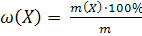 ω(X) = m(X)·100% / m